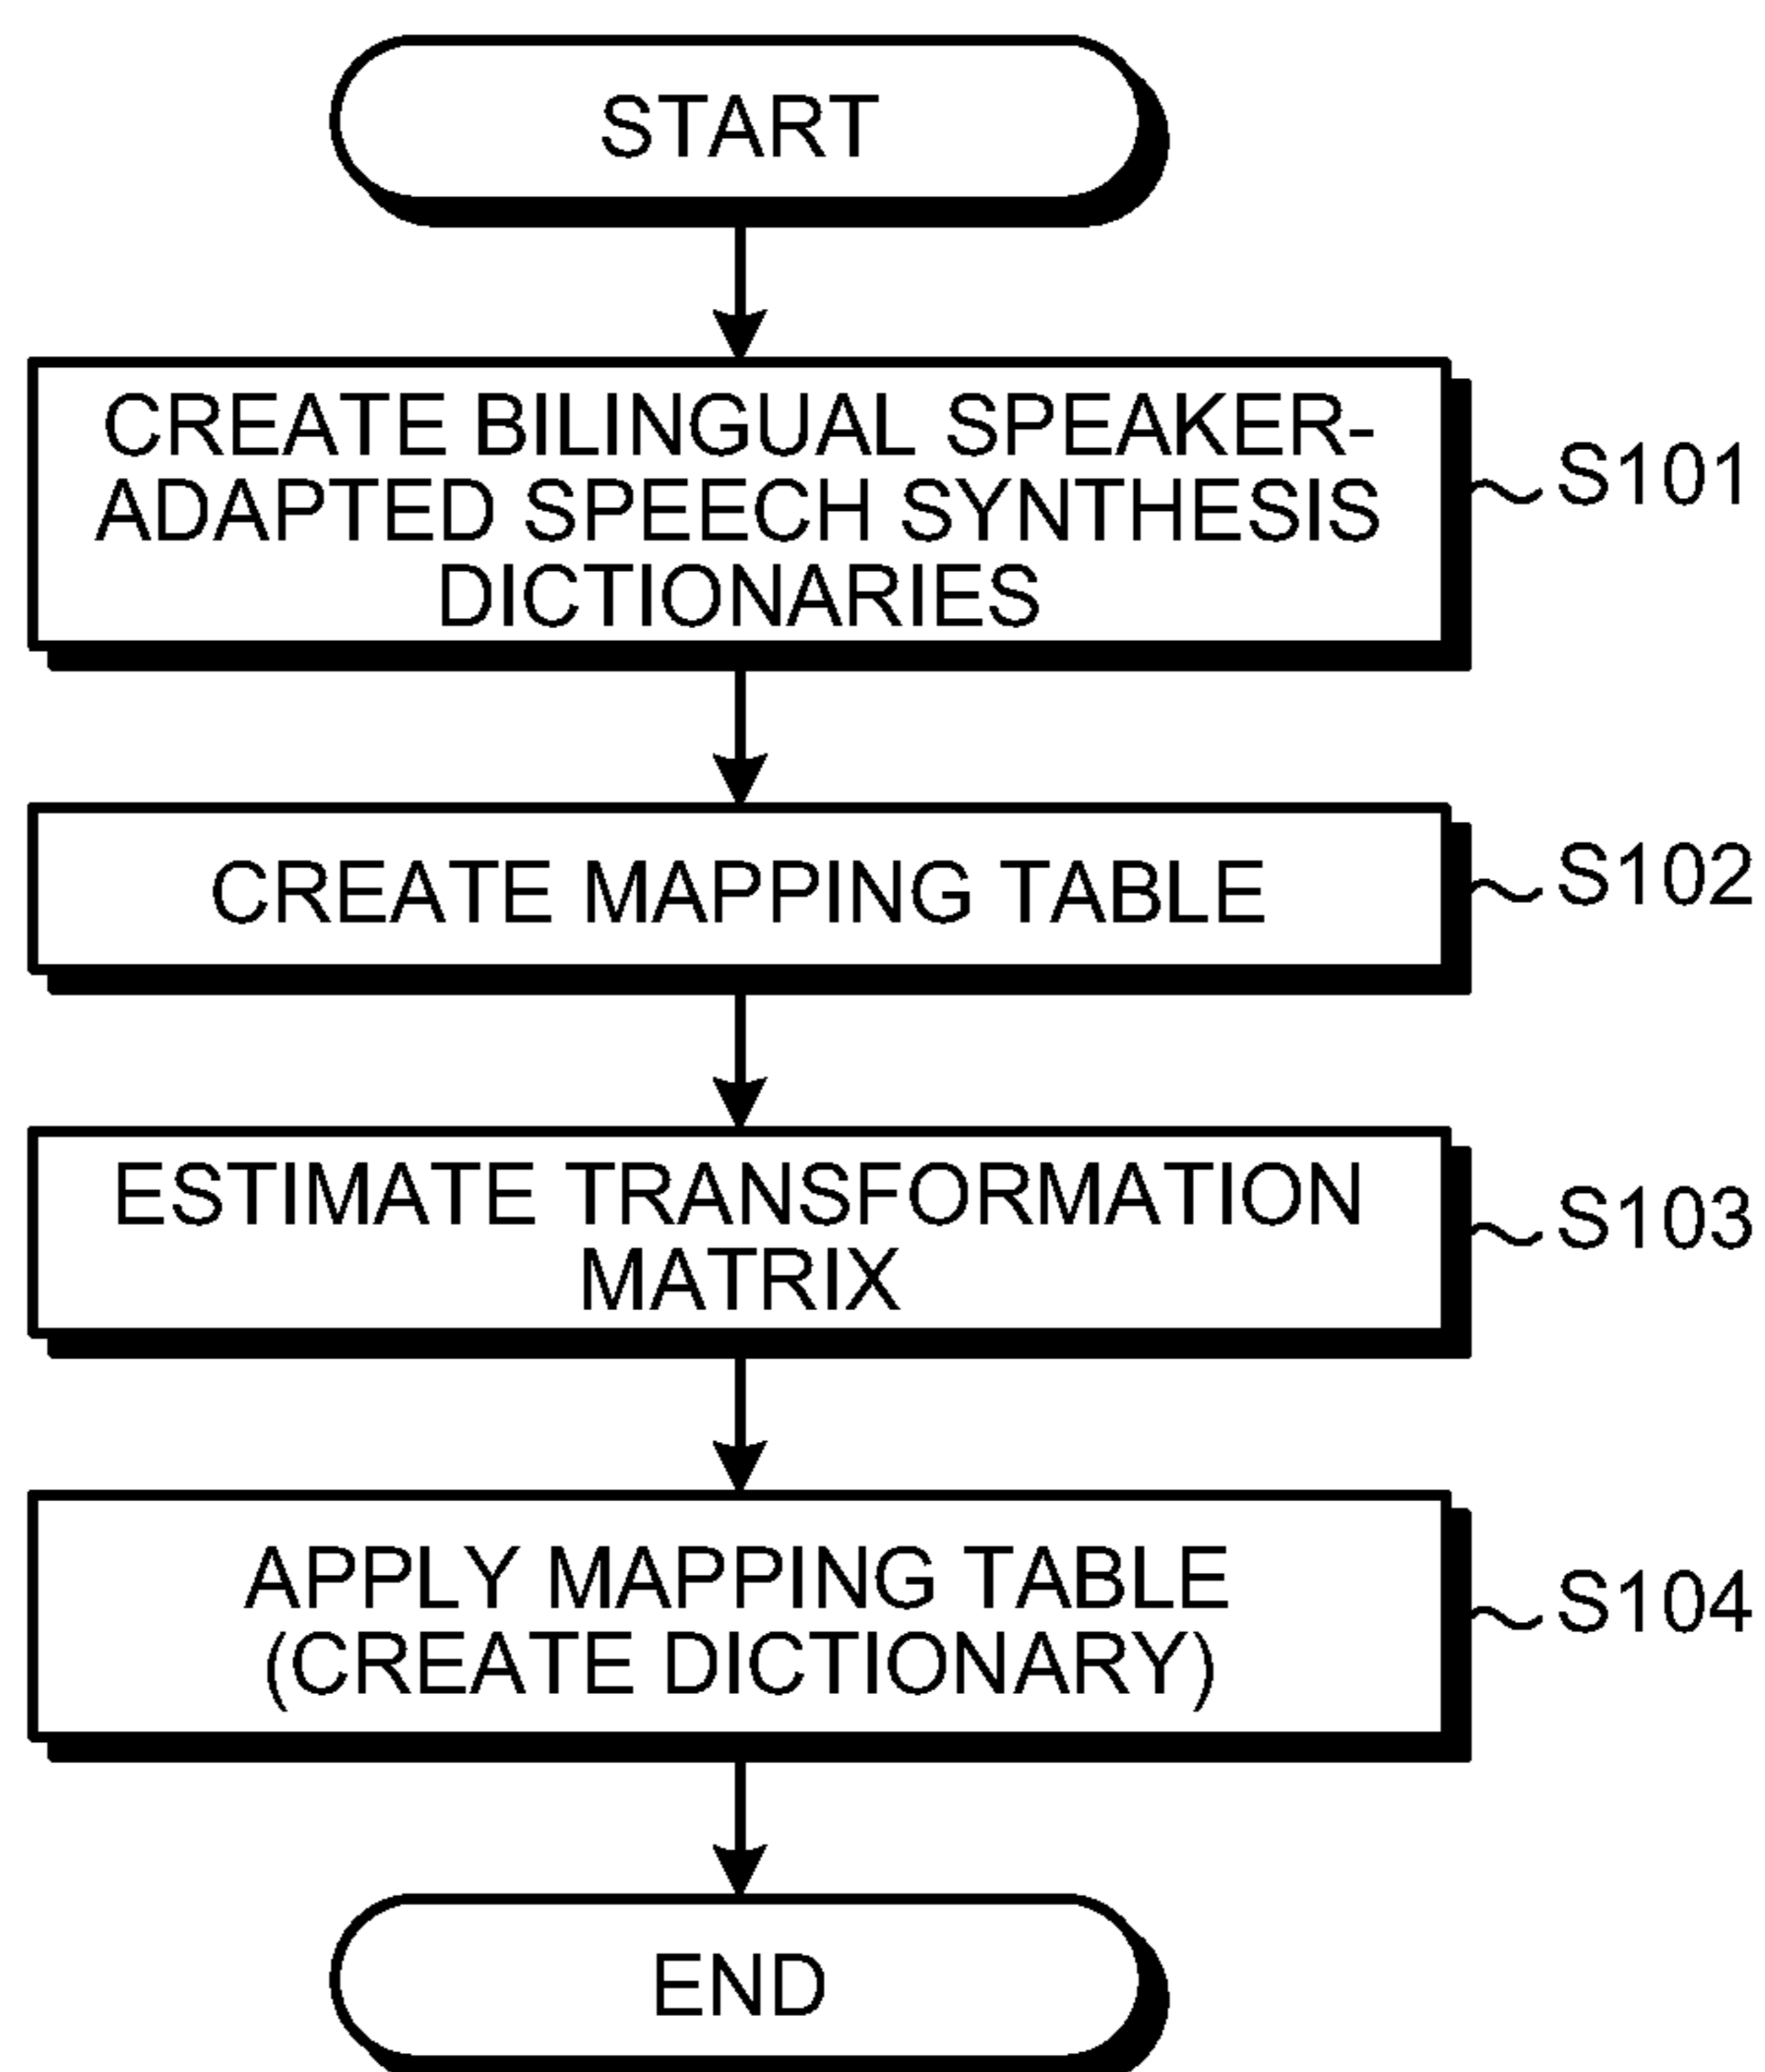 START
CREATE BILINGUAL SPEAKER-
ADAPTED SPEECH SYNTHESIS
DICTIONARIES
S101
CREATE MAPPING TABLE
S102
ESTIMATE TRANSFORMATION
MATRIX
S103
APPLY MAPPING TABLE
(CREATE DICTIONARY)
S104
END